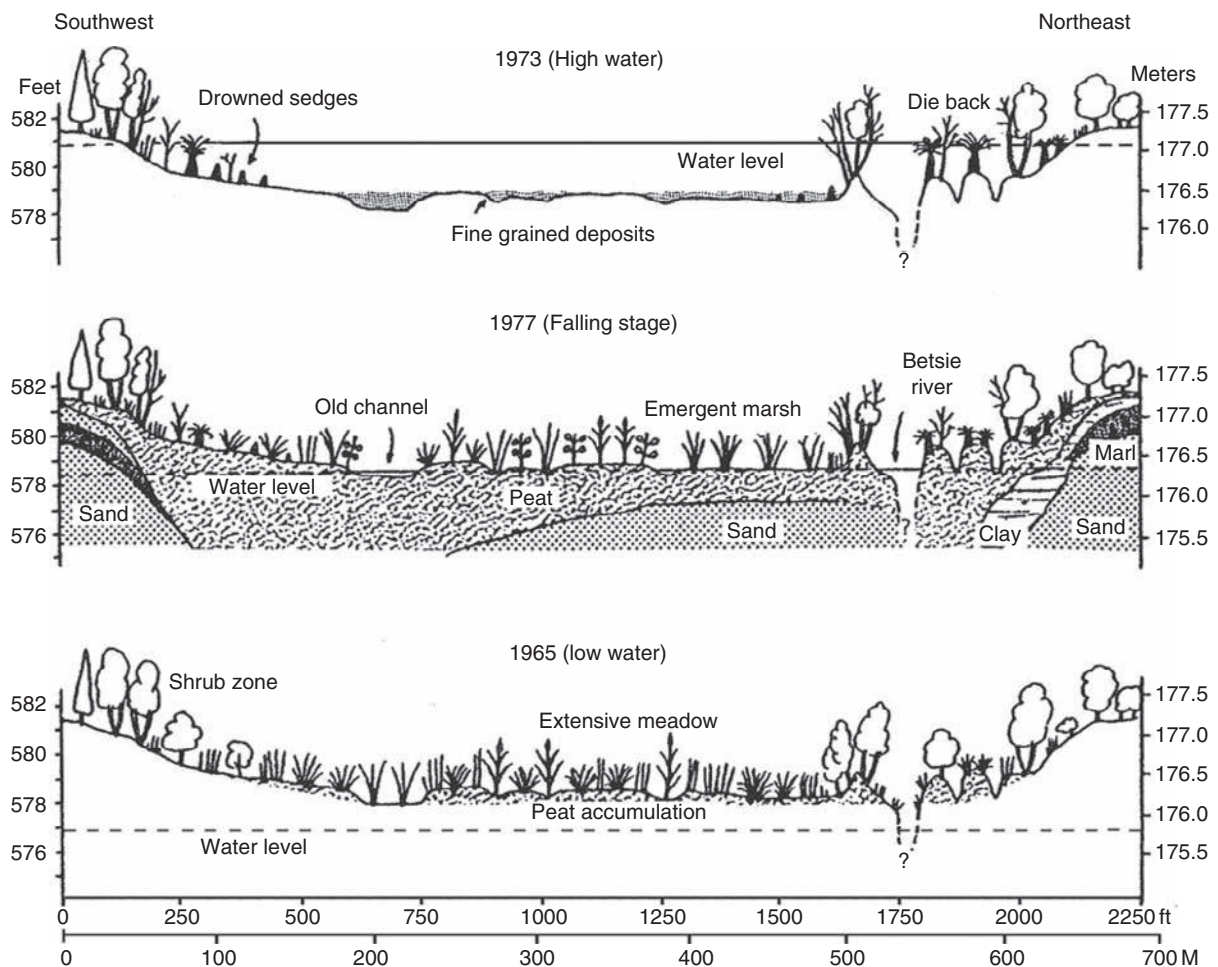 Southwest
Northeast
1973 (High water)
Feet
Meters
Drowned sedges
Die back
582
580
578
177.5
177.0
176.5
176.0
Water level
Fine grained deposits
?
1977 (Falling stage)
Old channel
Emergent marsh
Betsie
river
582
580
578
576
177.5
177.0
176.5
176.0
175.5
Marl
Water level
Peat
Sand
Sand
?
Clay
Sand
1965 (low water)
Shrub zone
Extensive meadow
582
580
578
576
177.5
177.0
176.5
176.0
175.5
Peat accumulation
Water level
?
0 250 500 750 1000 1250 1500 1750 2000 2250 ft
0 100 200 300 400 500 600 700 M